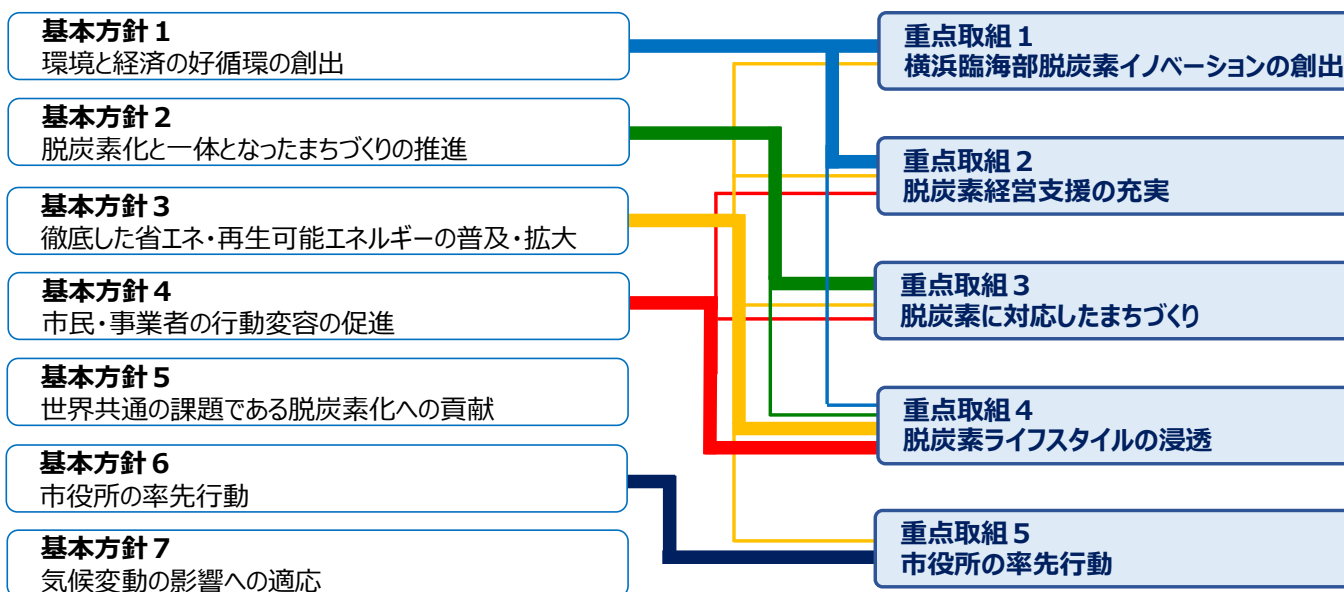 基本方針1
環境と経済の好循環の創出
基本方針2
脱炭素化と一体となったまちづくりの推進
基本方針3
徹底した省エネ・再生可能エネルギーの普及・拡大
基本方針4
市民・事業者の行動変容の促進
基本方針5
世界共通の課題である脱炭素化への貢献
基本方針6
市役所の率先行動
基本方針7
気候変動の影響への適応
重点取組1
横浜臨海部脱炭素イノベーションの創出
重点取組2
脱炭素経営支援の充実
重点取組3
脱炭素に対応したまちづくり
重点取組4
脱炭素ライフスタイルの浸透
重点取組5
市役所の率先行動